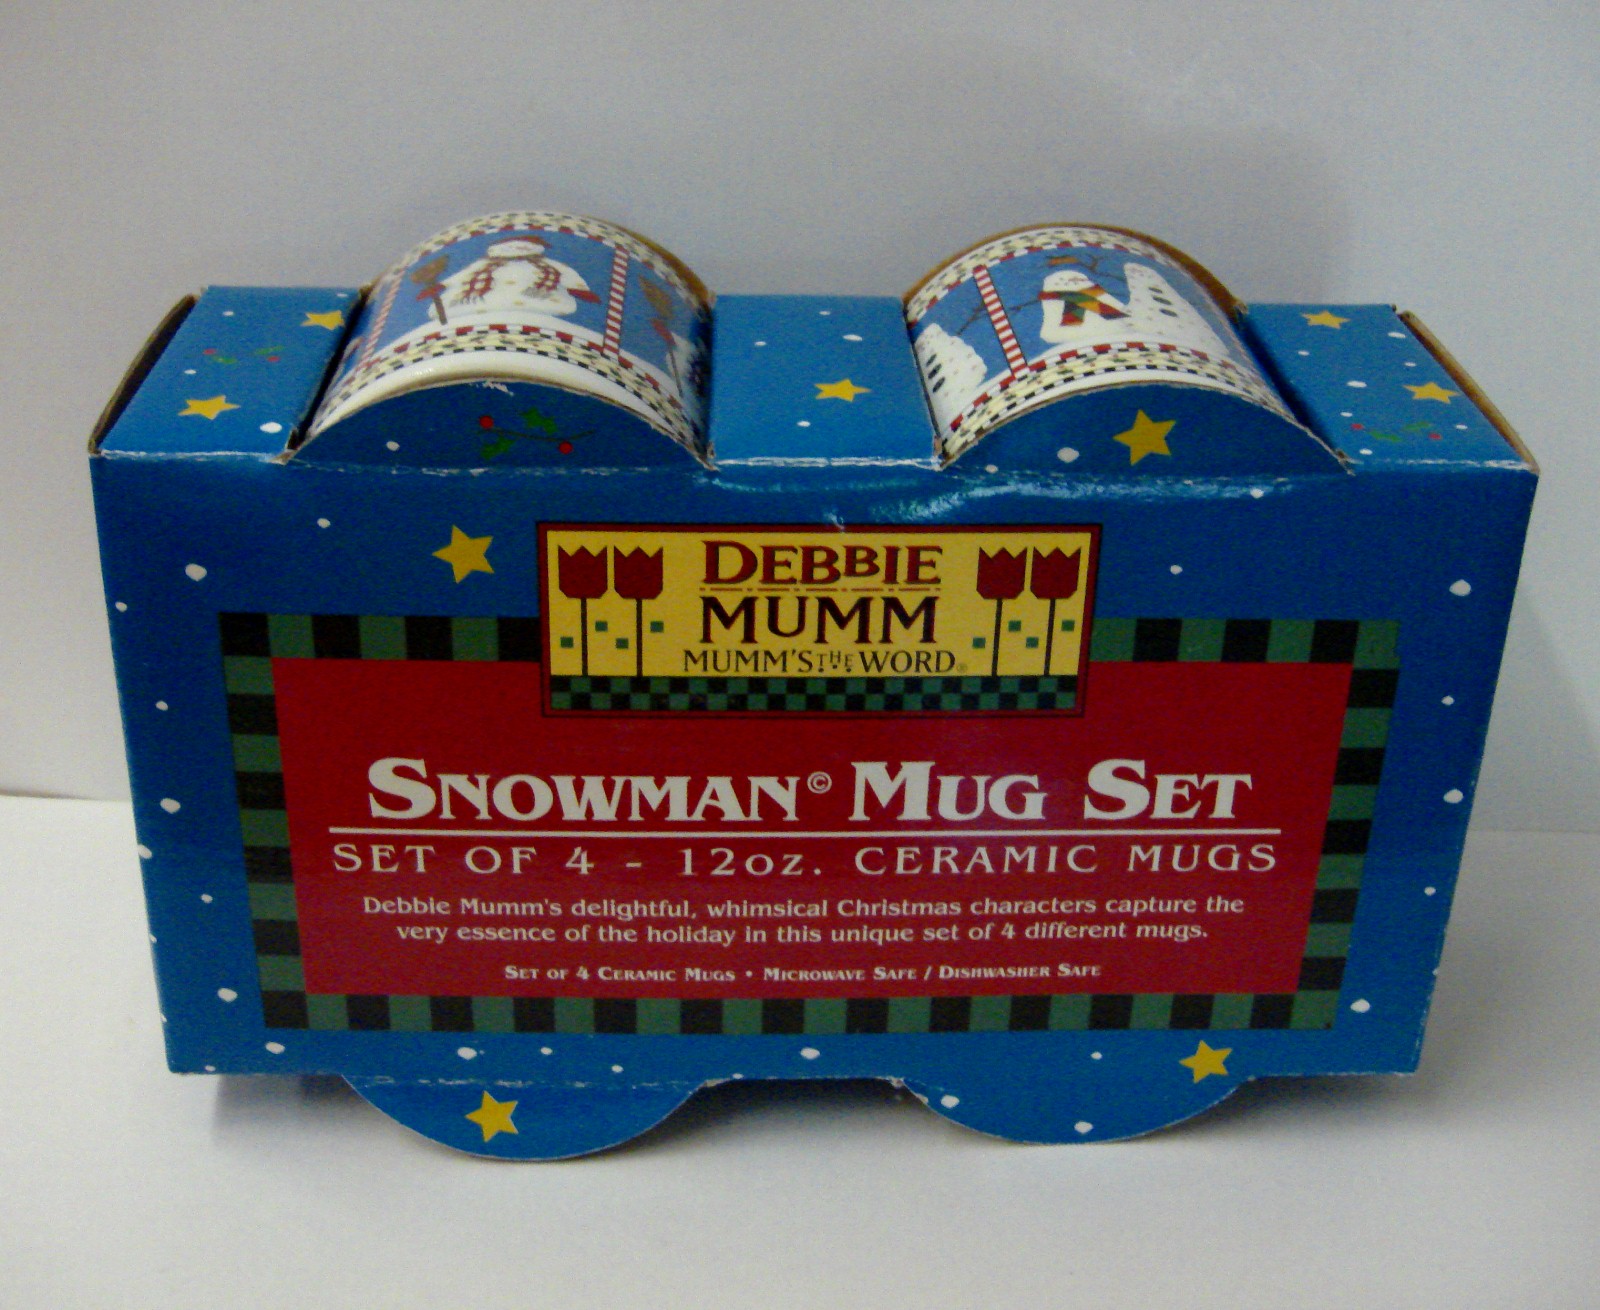 DEBBIE
MUMM
MUMM'S THE WORD®
SNOWMAN© MUG SET
SET OF 4 - 12oz. CERAMIC MUGS
Debbie Mumm's delightful, whimsical Christmas characters capture the
very essence of the holiday in this unique set of 4 different mugs.
SET OF 4 CERAMIC MUGS • MICROWAVE SAFE / DISHWASHER SAFE